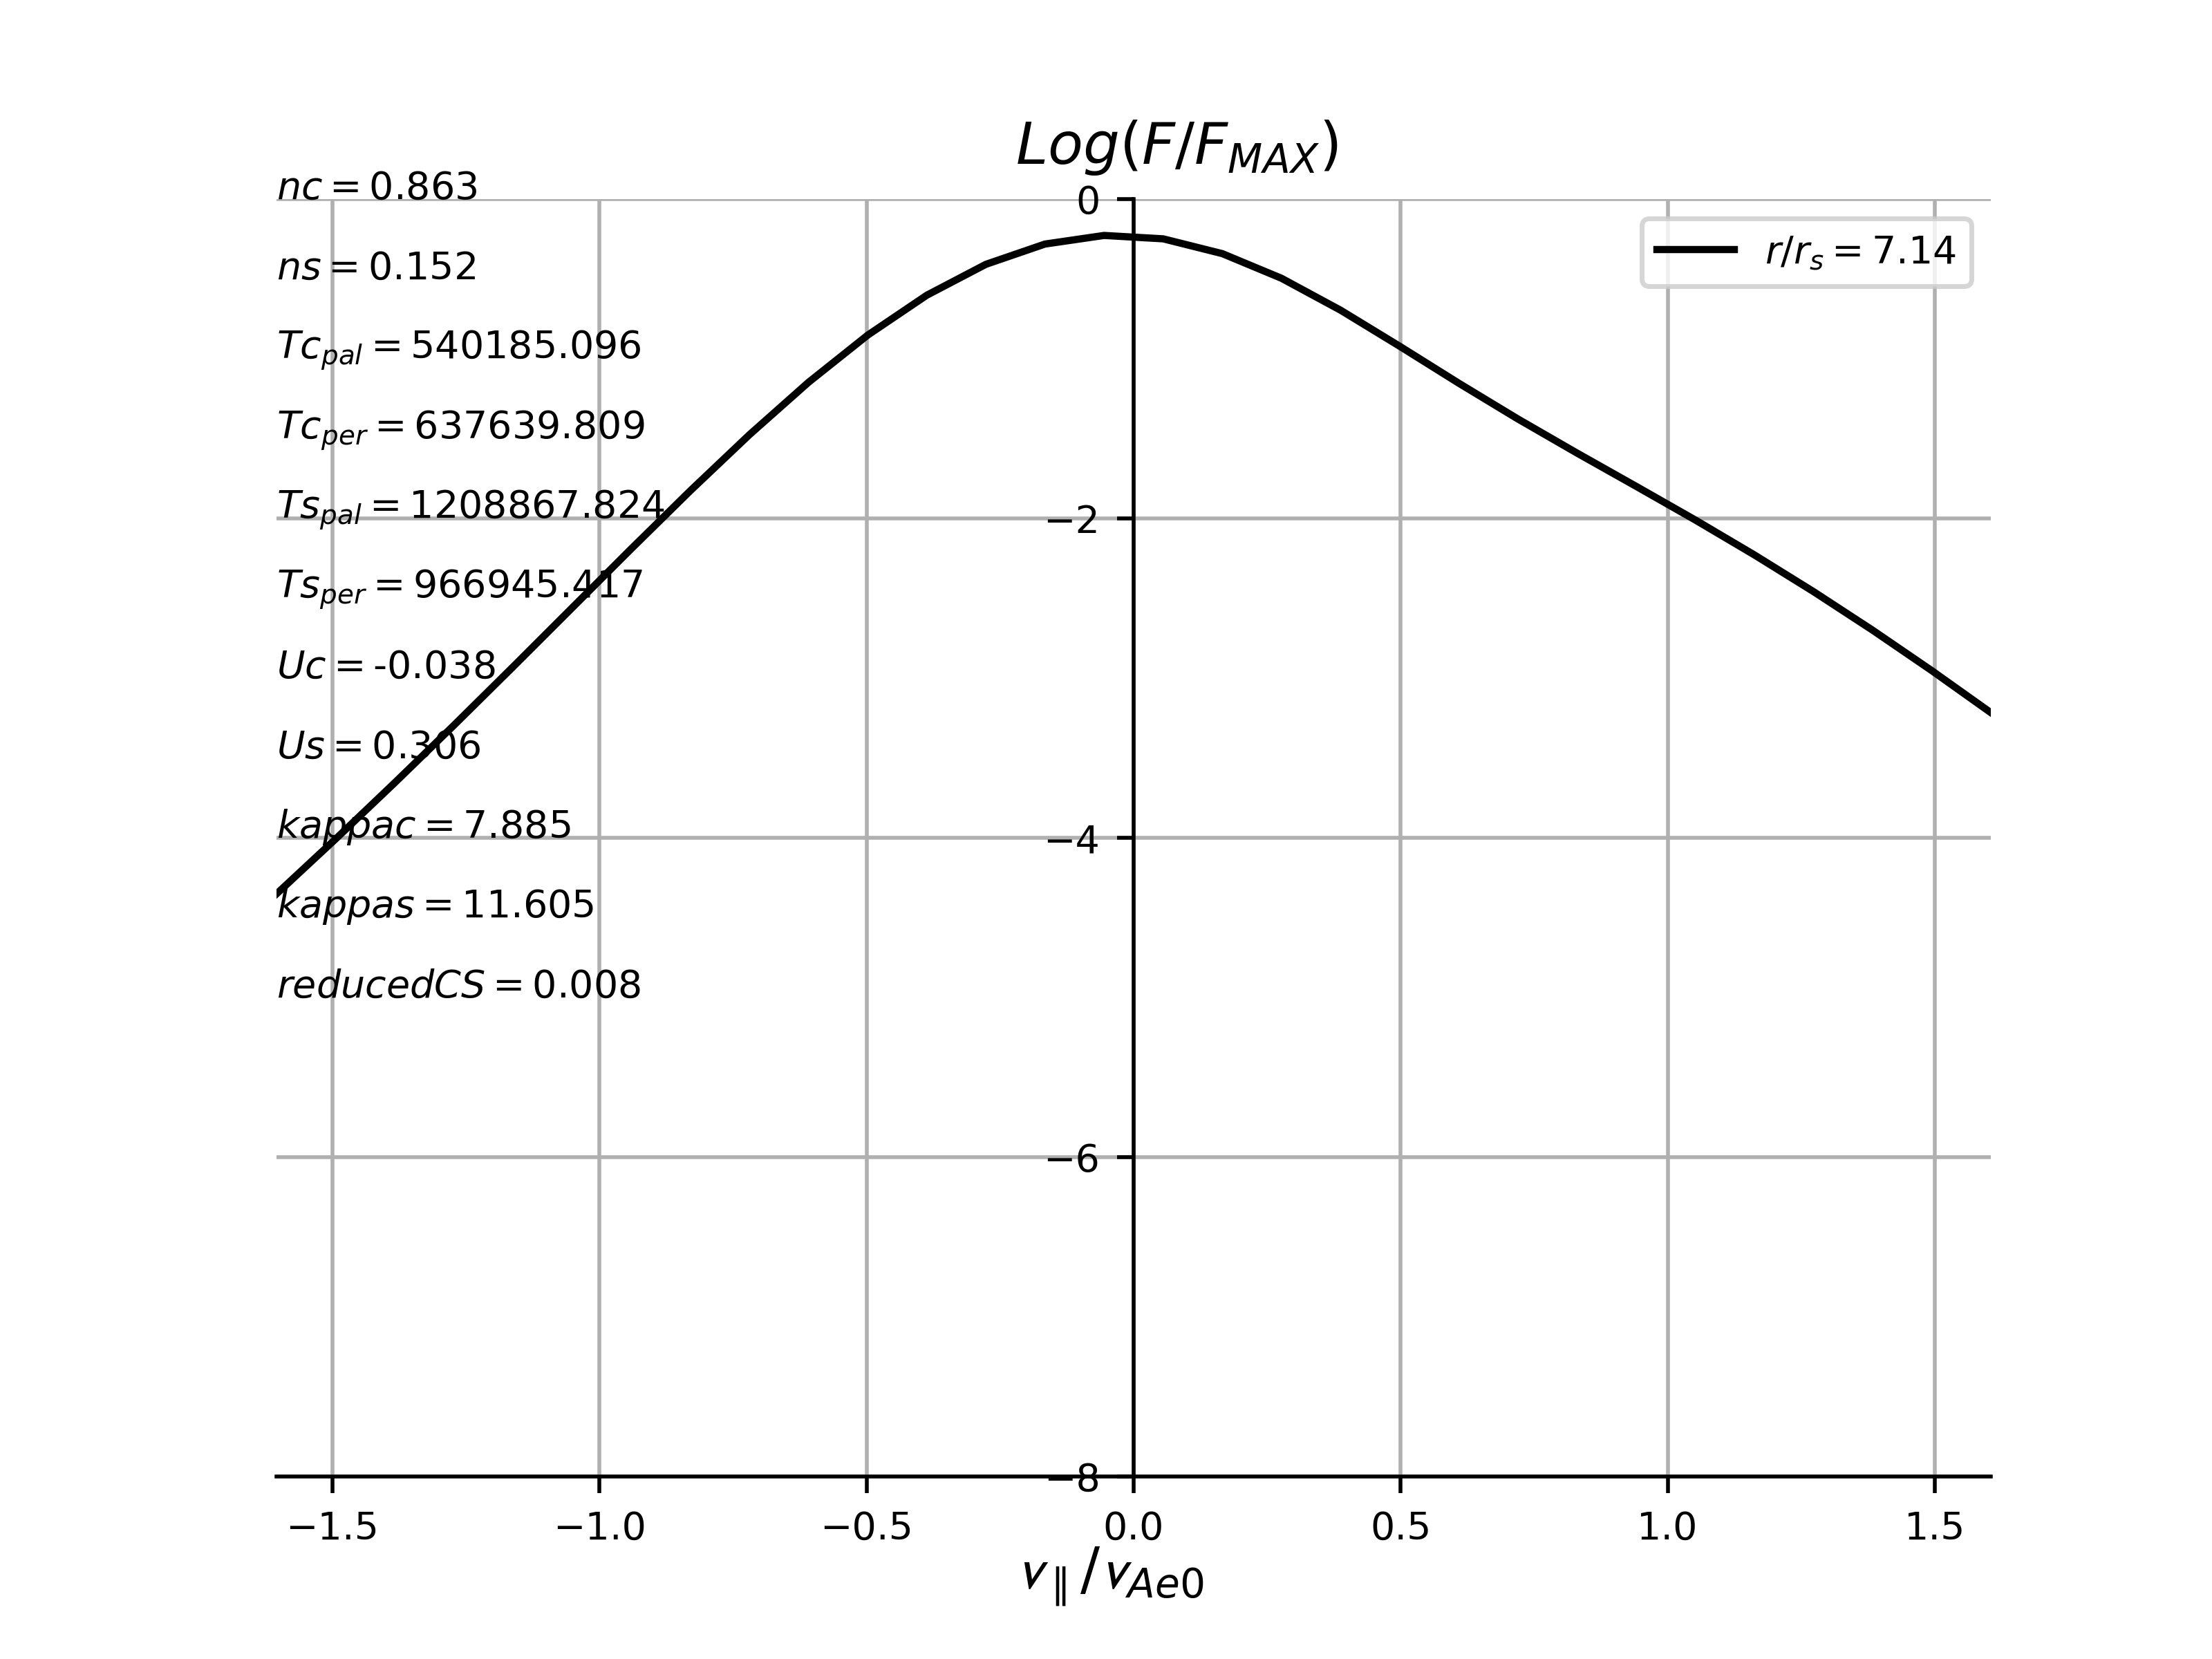 Log(F/F_MAX)
nc = 0.863
ns = 0.152
Tc_pal = 540185.096
Tc_per = 637639.809
Ts_pal = 1208867.824
Ts_per = 966945.417
Uc = -0.038
Us = 0.306
kappac = 7.885
kappas = 11.605
reducedCS = 0.008
r/r_s = 7.14
0
−2
−4
−6
−8
−1.5 −1.0 −0.5 0.0 0.5 1.0 1.5
v_∥/v_Ae0